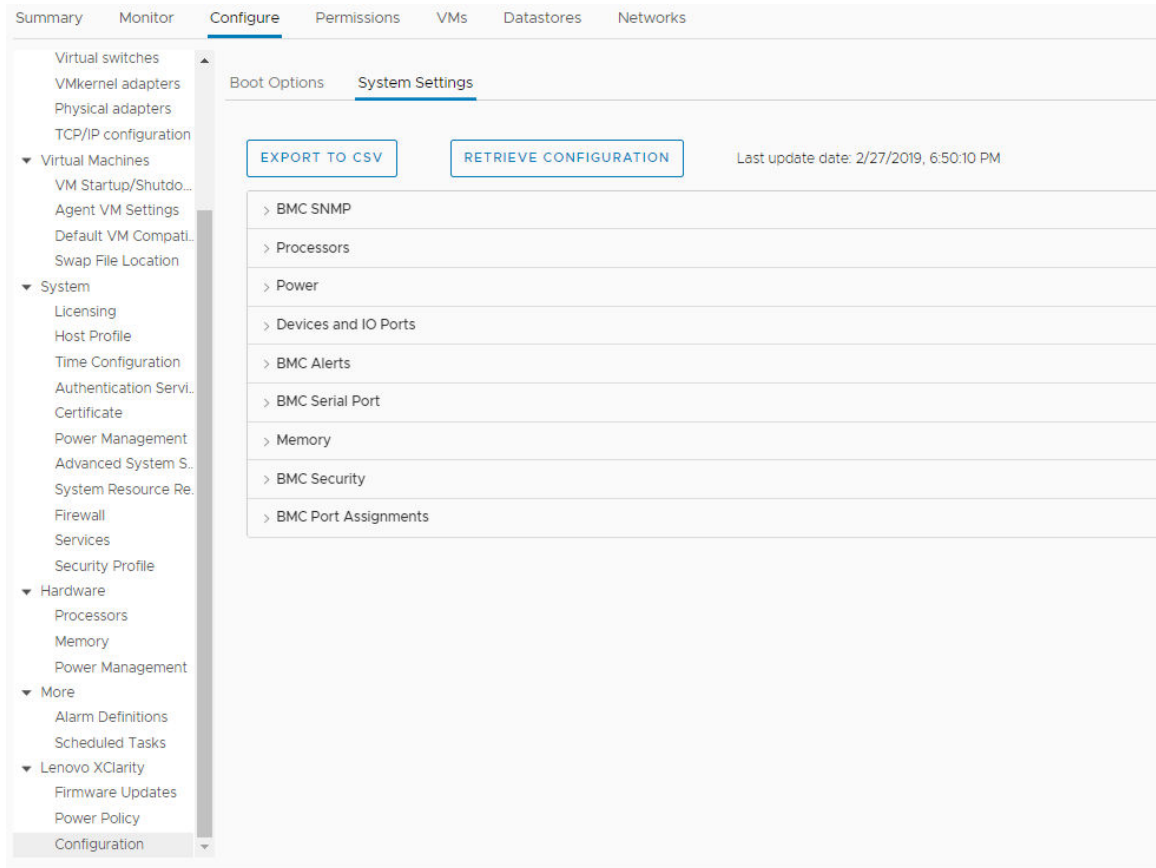 Summary Monitor Configure Permissions VMs Datastores Networks
Virtual switches
VMkernel adapters
Physical adapters
TCP/IP configuration
Virtual Machines
VM Startup/Shutdo...
Agent VM Settings
Default VM Compati..
Swap File Location
System
Licensing
Host Profile
Time Configuration
Authentication Servi..
Certificate
Power Management
Advanced System S..
System Resource Re.
Firewall
Services
Security Profile
Hardware
Processors
Memory
Power Management
More
Alarm Definitions
Scheduled Tasks
Lenovo XClarity
Firmware Updates
Power Policy
Configuration
Boot Options System Settings
EXPORT TO CSV RETRIEVE CONFIGURATION Last update date: 2/27/2019, 6:50:10 PM
BMC SNMP
Processors
Power
Devices and IO Ports
BMC Alerts
BMC Serial Port
Memory
BMC Security
BMC Port Assignments